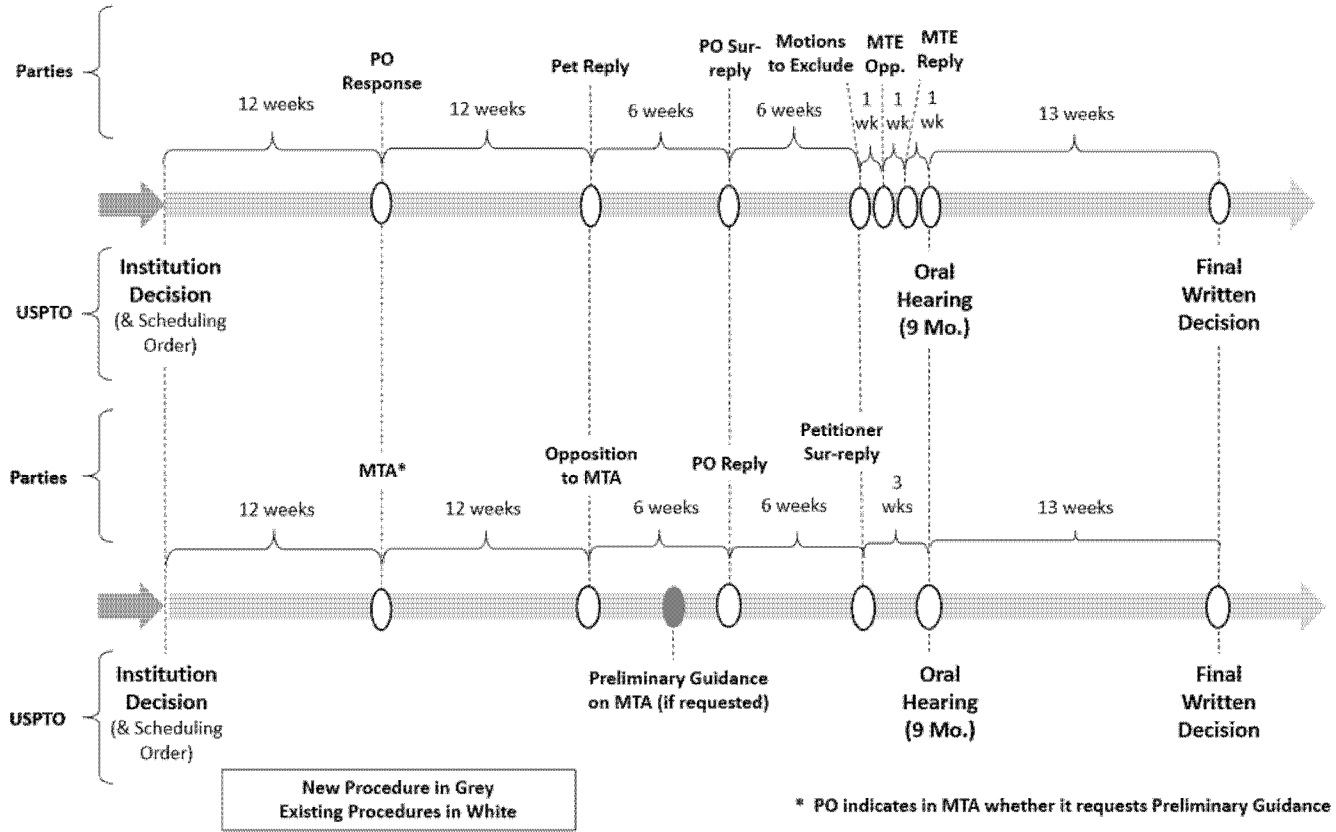 Parties
PO
Response
Pet Reply
PO Sur-
reply
Motions
to Exclude
MTE
Opp.
MTE
Reply
12 weeks
12 weeks
6 weeks
6 weeks
1
wk
1
wk
1
wk
13 weeks
USPTO
Institution
Decision
(& Scheduling
Order)
Oral
Hearing
(9 Mo.)
Final
Written
Decision
Parties
MTA*
Opposition
to MTA
PO Reply
Petitioner
Sur-reply
12 weeks
12 weeks
6 weeks
6 weeks
3
wks
13 weeks
USPTO
Institution
Decision
(& Scheduling
Order)
Preliminary Guidance
on MTA (if requested)
Oral
Hearing
(9 Mo.)
Final
Written
Decision
New Procedure in Grey
Existing Procedures in White
* PO indicates in MTA whether it requests Preliminary Guidance